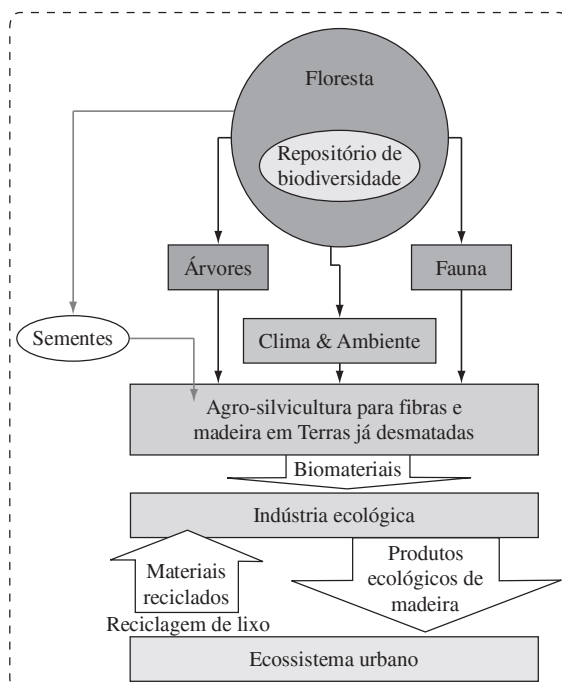 Floresta
Repositório de
biodiversidade
Árvores
Fauna
Sementes
Clima & Ambiente
Agro-silvicultura para fibras e
madeira em Terras já desmatadas
Biomateriais
Indústria ecológica
Materiais
reciclados
Reciclagem de lixo
Produtos
ecológicos de
madeira
Ecossistema urbano